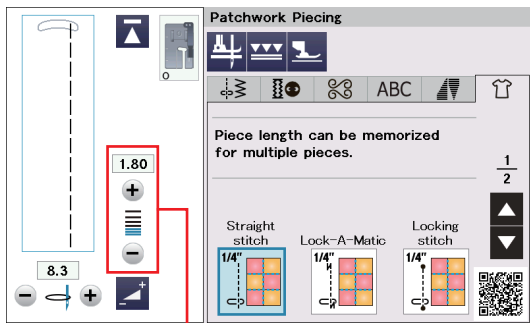 Patchwork Piecing
O
ABC
Piece length can be memorized
for multiple pieces.
1.80
1
2
8.3
Straight
stitch
Lock-A-Matic
Locking
stitch
1/4"
1/4"
1/4"